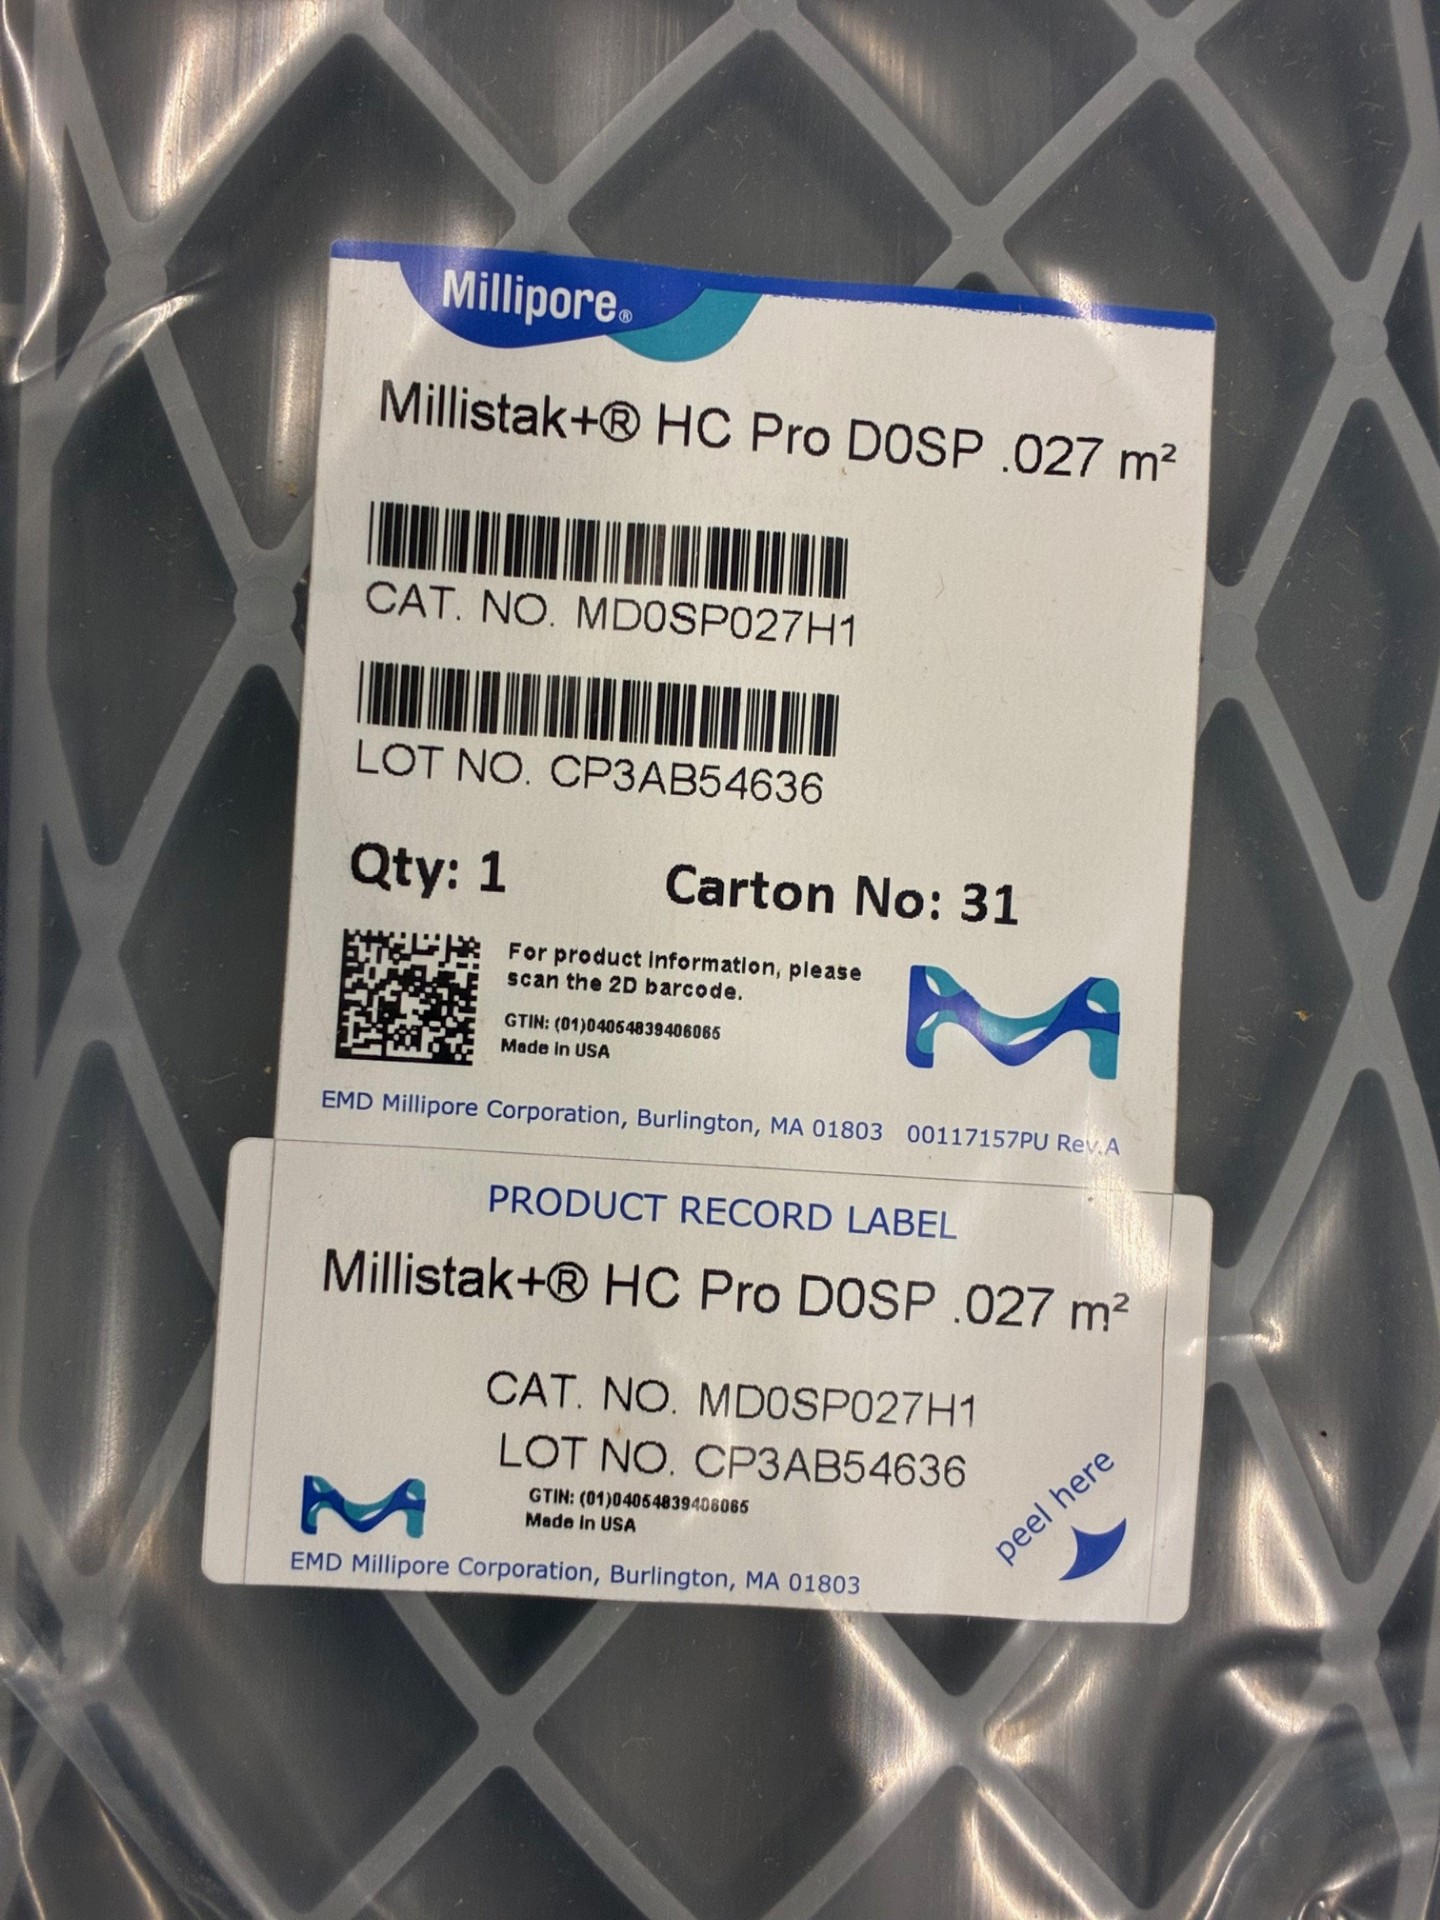 Millipore®
Millistak+® HC Pro D0SP .027 m²
CAT. NO. MD0SP027H1
LOT NO. CP3AB54636
Qty: 1 Carton No: 31
For product information, please
scan the 2D barcode.
GTIN: (01)04054839406065
Made in USA
EMD Millipore Corporation, Burlington, MA 01803 00117157PU Rev.A
PRODUCT RECORD LABEL
Millistak+® HC Pro D0SP .027 m²
CAT. NO. MD0SP027H1
LOT NO. CP3AB54636
GTIN: (01)04054839406065
Made in USA
peel here
EMD Millipore Corporation, Burlington, MA 01803